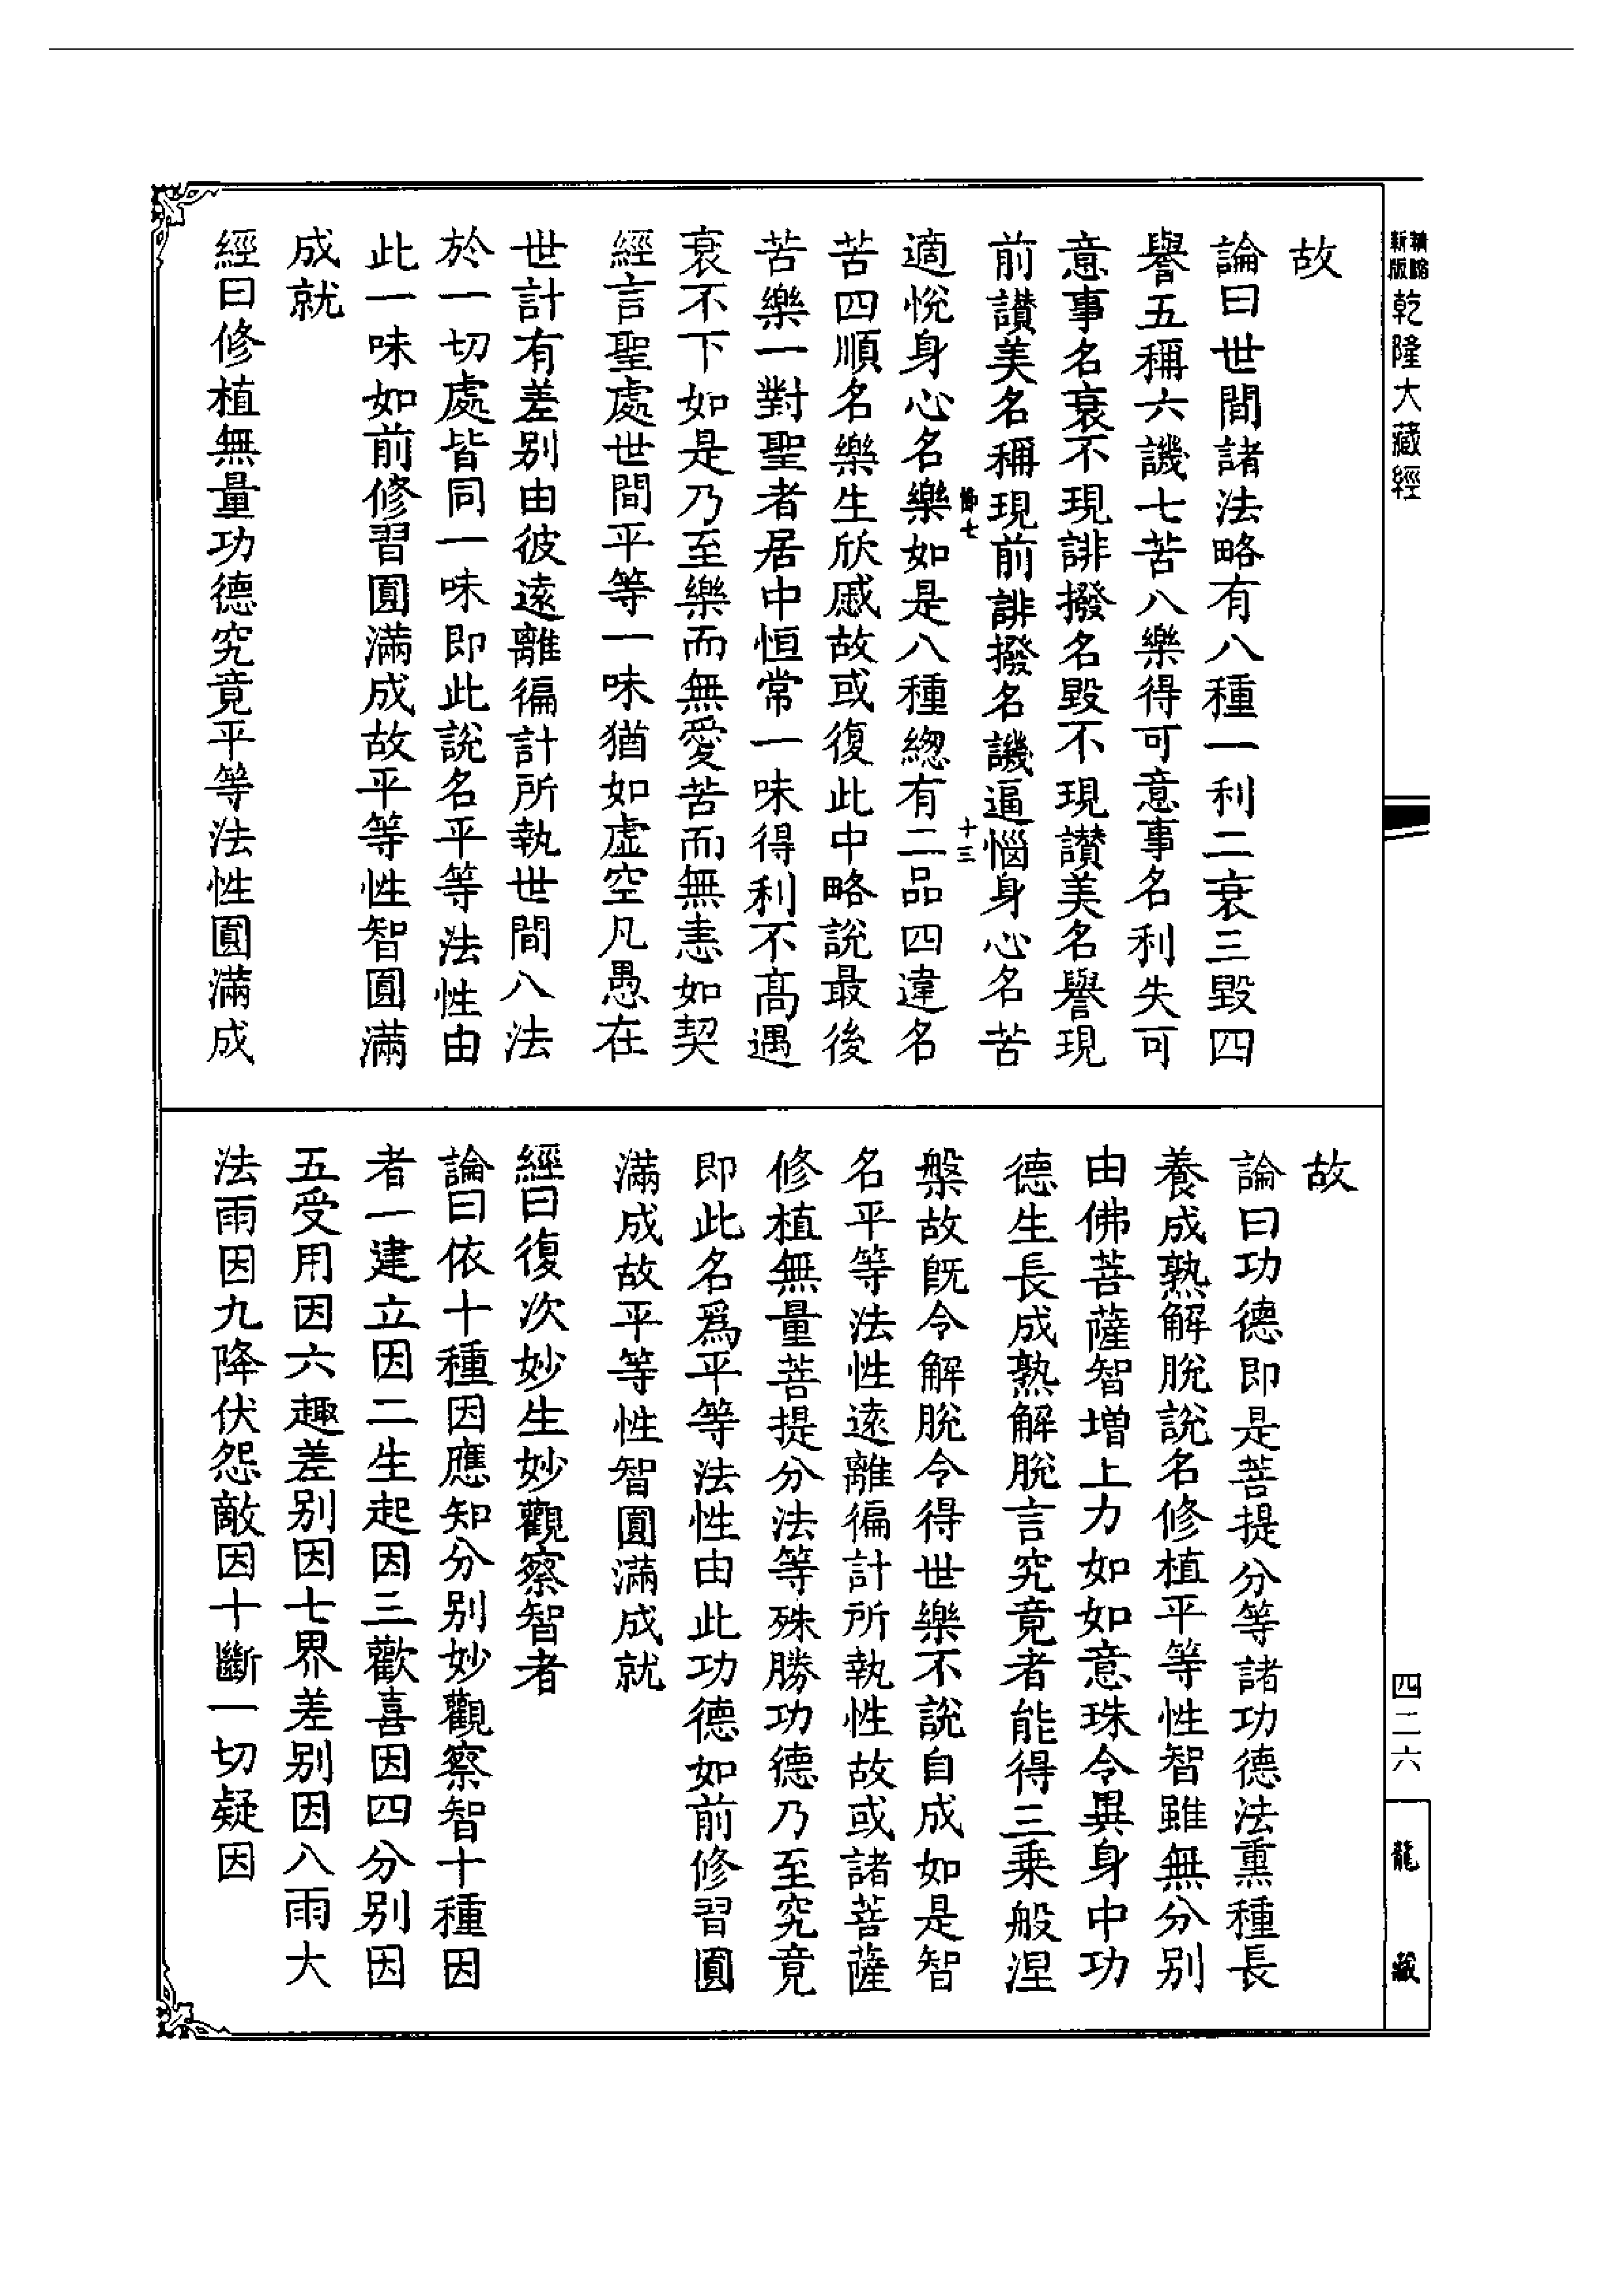 故
論曰世間諸法略有八種一利二衰三毀四
譽五稱六譏七苦八樂得可意事名利失可
意事名衰不現誹撥名毀不現讚美名譽現
前讚美名稱現前誹撥名譏逼惱身心名苦
適悅身心名樂如是八種總有二品四違名
苦四順名樂生欣慼故或復此中略說最後
苦樂一對聖者居中恒常一味得利不高遇
衰不下如是乃至樂而無愛苦而無恚如契
經言聖處世間平等一味猶如虛空凡愚在
世計有差別由彼遠離徧計所執世間八法
於一切處皆同一味即此說名平等法性由
此一味如前修習圓滿成故平等性智圓滿
成就
經曰修植無量功德究竟平等法性圓滿成
故
論曰功德即是菩提分等諸功德法熏種長
養成熟解脫說名修植平等性智雖無分別
由佛菩薩智增上力如如意珠令異身中功
德生長成熟解脫言究竟者能得三乘般涅
槃故既令解脫令得世樂不說自成如是智
名平等法性遠離徧計所執性故或諸菩薩
修植無量菩提分法等殊勝功德乃至究竟
即此名爲平等法性由此功德如前修習圓
滿成故平等性智圓滿成就
經曰復次妙生妙觀察智者
論曰依十種因應知分別妙觀察智十種因
者一建立因二生起因三歡喜因四分別因
五受用因六趣差別因七界差別因八雨大
法雨因九降伏怨敵因十斷一切疑因
新版
乾隆大藏經
四二六
龍藏
七
十三